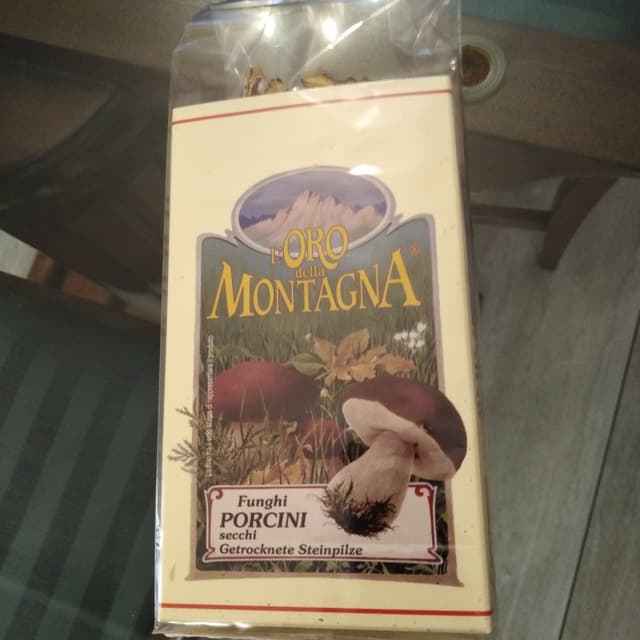 L'ORO
della
MONTAGNA®
Funghi
PORCINI
secchi
Getrocknete Steinpilze